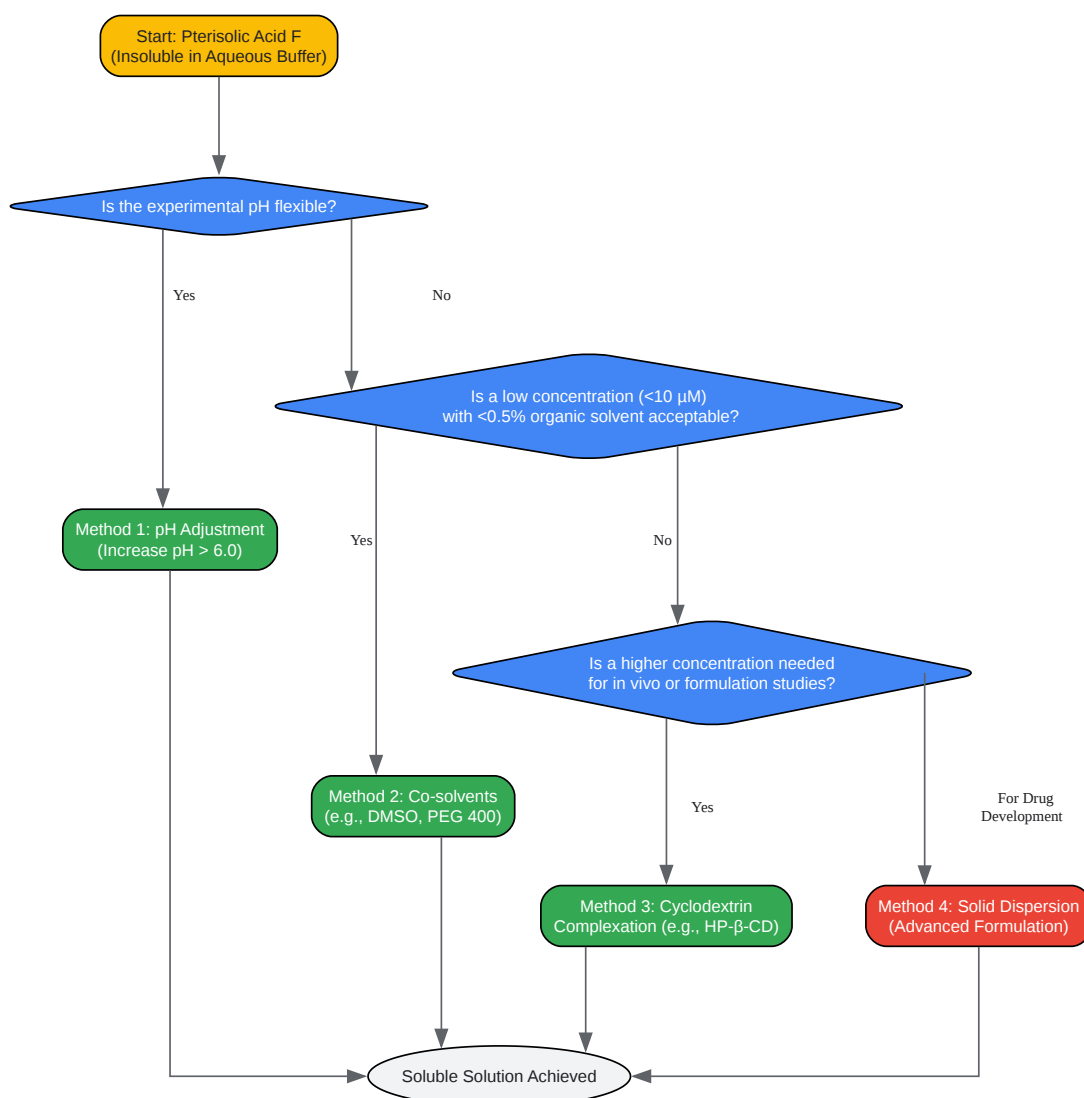 Start: Pterisolic Acid F
(Insoluble in Aqueous Buffer)
Is the experimental pH flexible?
Yes
No
Is a low concentration (<10 µM)
with <0.5% organic solvent acceptable?
Method 1: pH Adjustment
(Increase pH > 6.0)
Yes
No
Is a higher concentration needed
for in vivo or formulation studies?
Method 2: Co-solvents
(e.g., DMSO, PEG 400)
Yes
For Drug
Development
Method 3: Cyclodextrin
Complexation (e.g., HP-β-CD)
Method 4: Solid Dispersion
(Advanced Formulation)
Soluble Solution Achieved